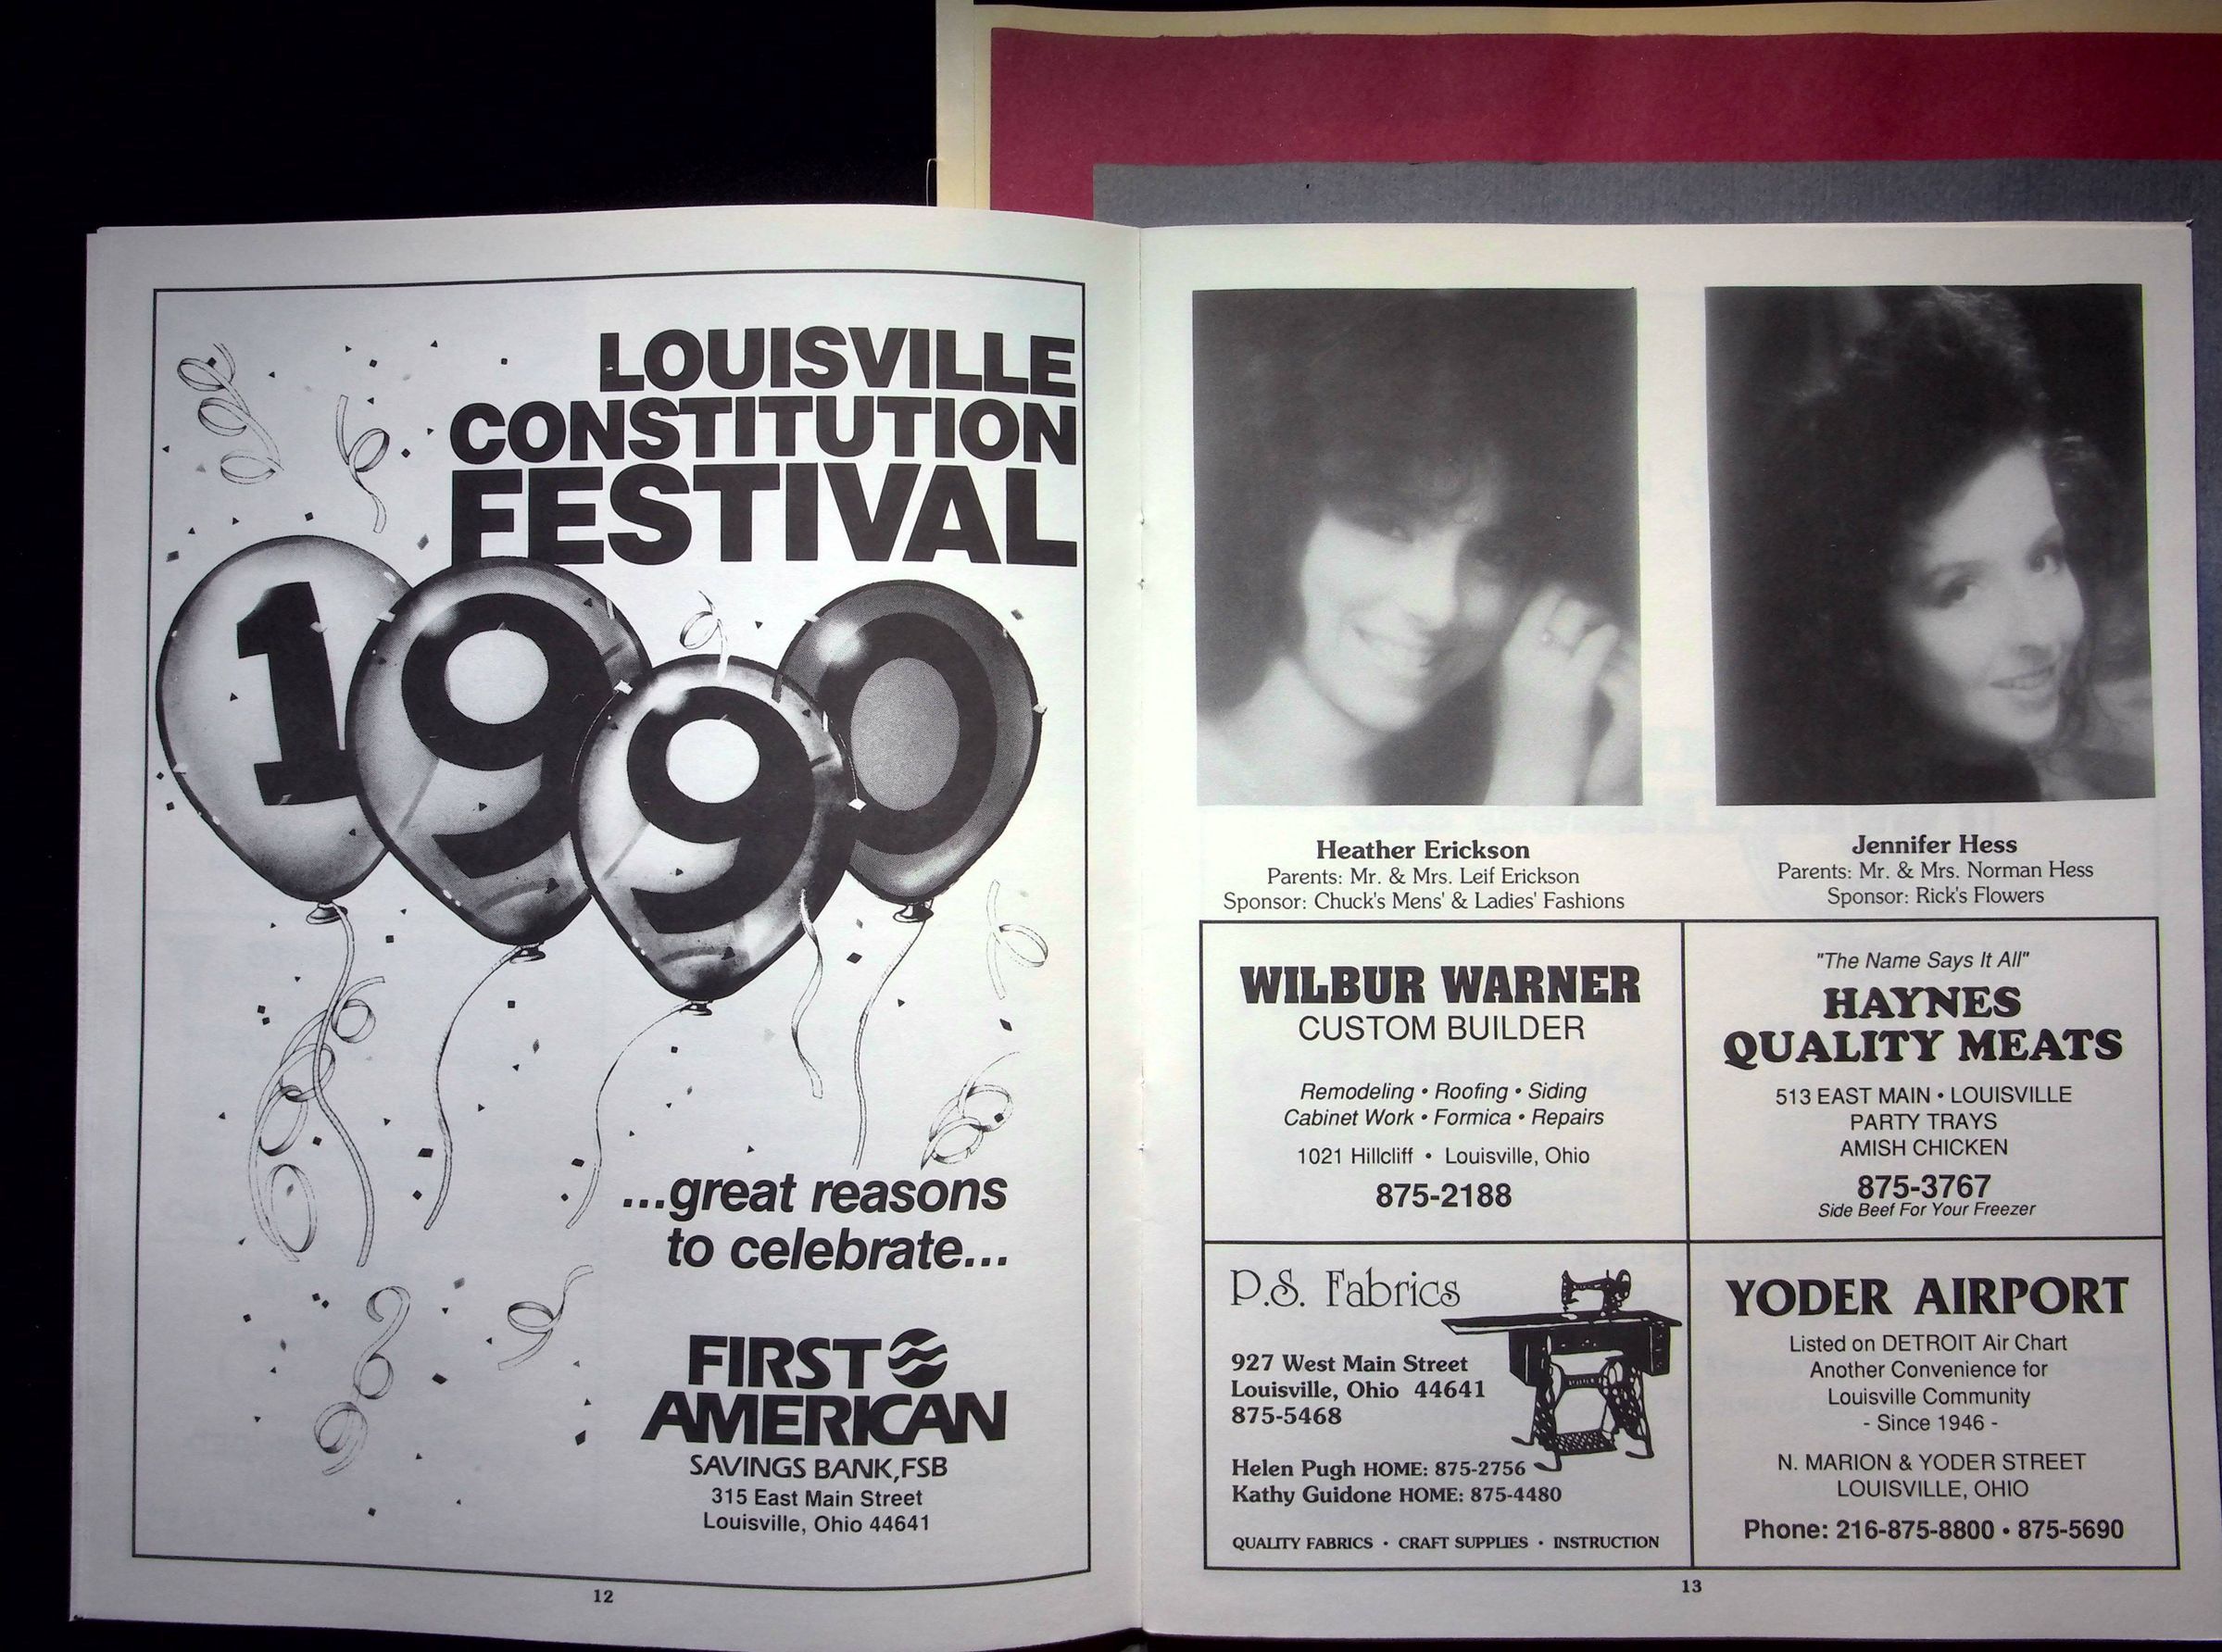 LOUISVILLE
CONSTITUTION
FESTIVAL
1990
...great reasons
to celebrate...
FIRST
AMERICAN
SAVINGS BANK,FSB
315 East Main Street
Louisville, Ohio 44641
12
Heather Erickson
Parents: Mr. & Mrs. Leif Erickson
Sponsor: Chuck's Mens' & Ladies' Fashions
Jennifer Hess
Parents: Mr. & Mrs. Norman Hess
Sponsor: Rick's Flowers
WILBUR WARNER
CUSTOM BUILDER
Remodeling • Roofing • Siding
Cabinet Work • Formica • Repairs
1021 Hillcliff • Louisville, Ohio
875-2188
"The Name Says It All"
HAYNES
QUALITY MEATS
513 EAST MAIN • LOUISVILLE
PARTY TRAYS
AMISH CHICKEN
875-3767
Side Beef For Your Freezer
P.S. Fabrics
927 West Main Street
Louisville, Ohio 44641
875-5468
Helen Pugh HOME: 875-2756
Kathy Guidone HOME: 875-4480
QUALITY FABRICS • CRAFT SUPPLIES • INSTRUCTION
YODER AIRPORT
Listed on DETROIT Air Chart
Another Convenience for
Louisville Community
- Since 1946 -
N. MARION & YODER STREET
LOUISVILLE, OHIO
Phone: 216-875-8800 • 875-5690
13